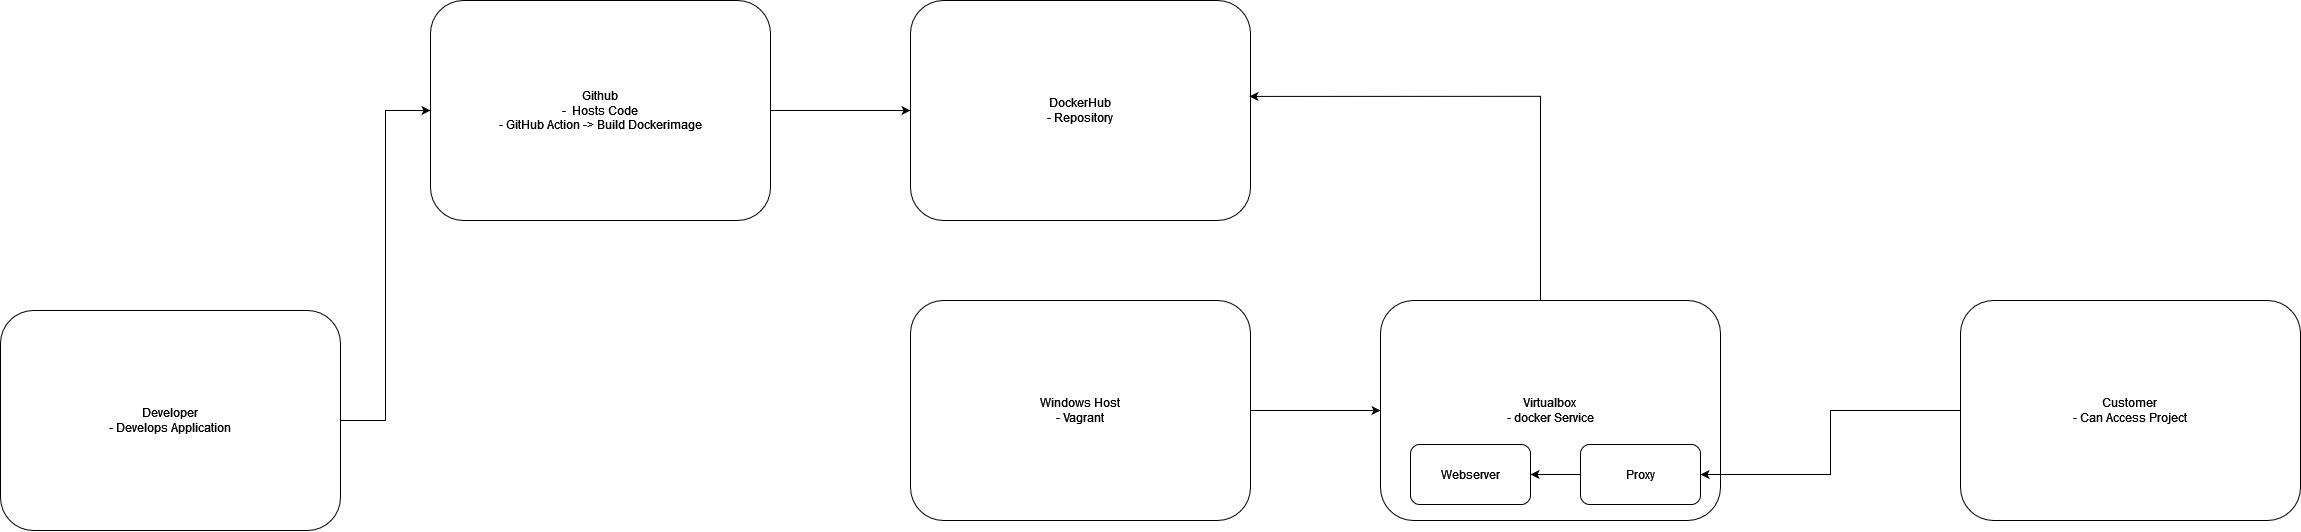 Github
- Hosts Code
- GitHub Action -> Build Dockerimage
DockerHub
- Repository
Developer
- Develops Application
Windows Host
- Vagrant
Virtualbox
- docker Service
Webserver
Proxy
Customer
- Can Access Project